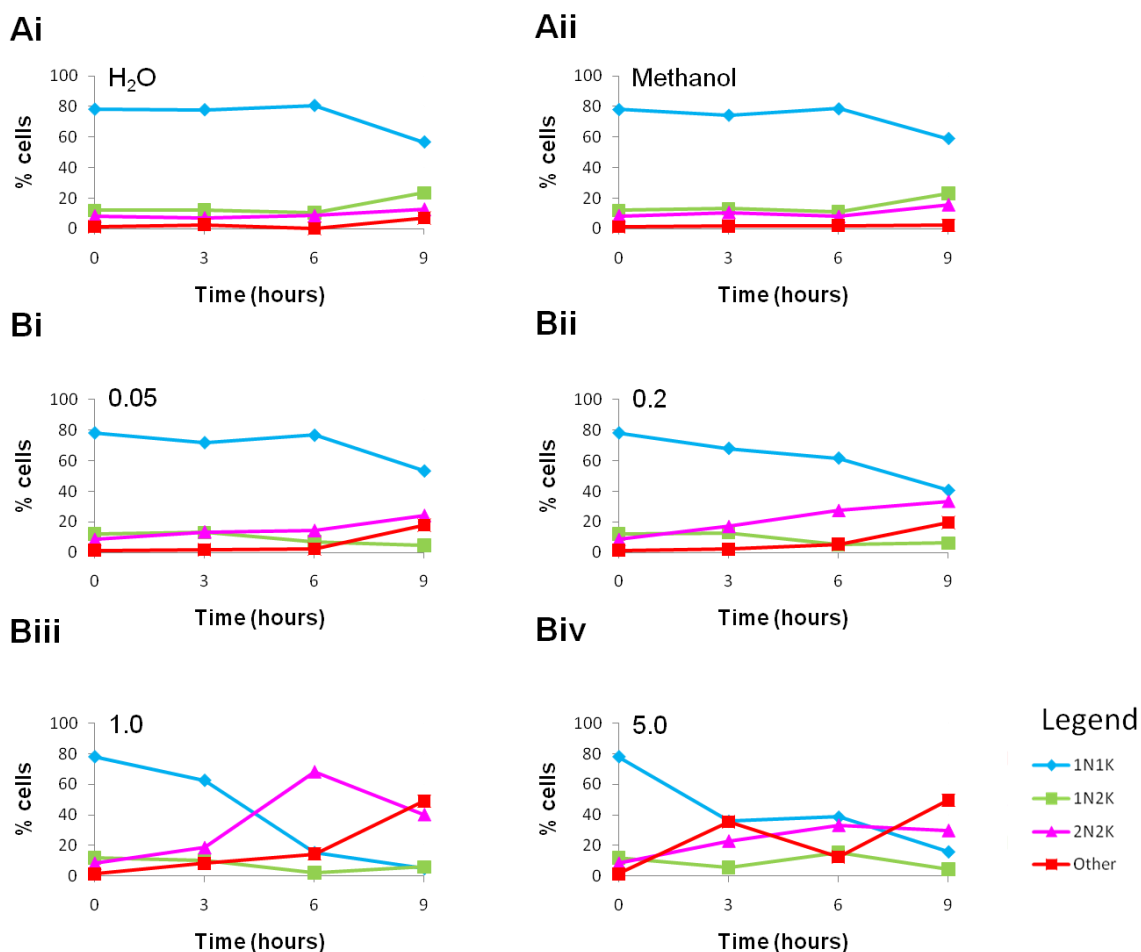 Ai
Aii
H₂O
Methanol
100
80
60
40
20
0
% cells
0 3 6 9
Time (hours)
100
80
60
40
20
0
% cells
0 3 6 9
Time (hours)
Bi
Bii
0.05
0.2
100
80
60
40
20
0
% cells
0 3 6 9
Time (hours)
100
80
60
40
20
0
% cells
0 3 6 9
Time (hours)
Biii
Biv
1.0
5.0
100
80
60
40
20
0
% cells
0 3 6 9
Time (hours)
100
80
60
40
20
0
% cells
0 3 6 9
Time (hours)
Legend
1N1K
1N2K
2N2K
Other